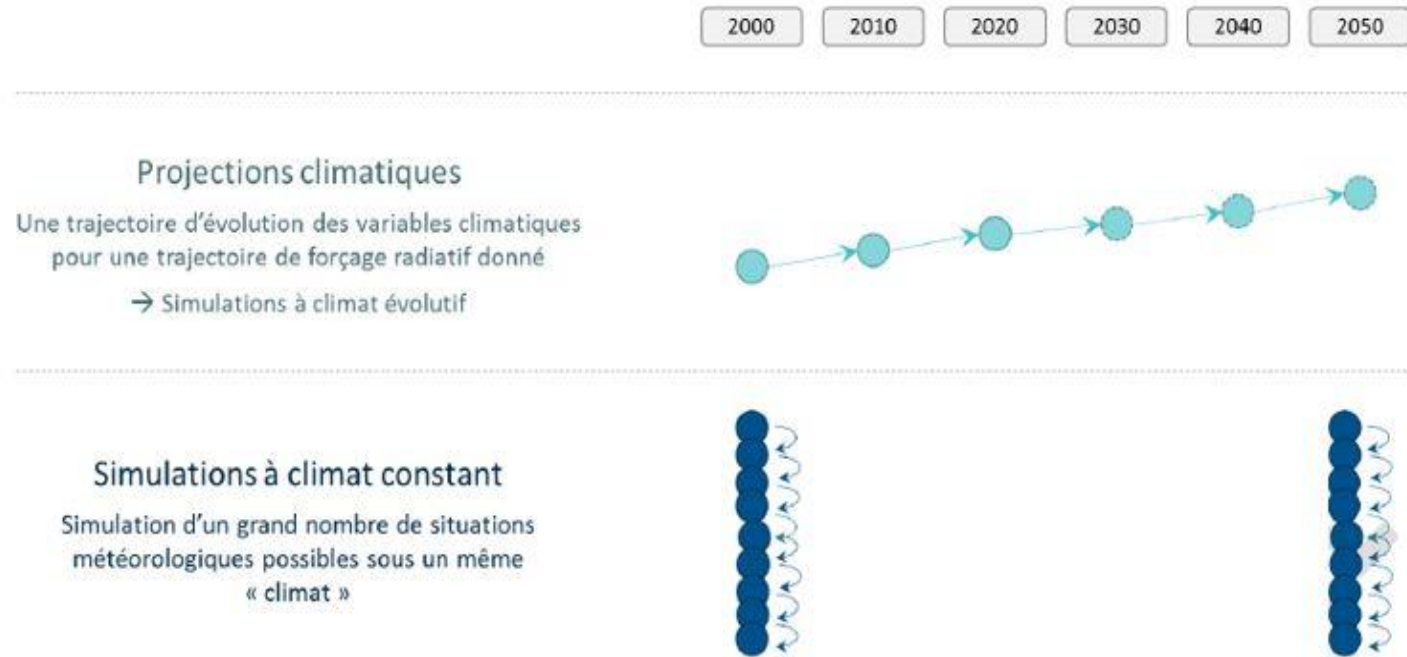 2000 2010 2020 2030 2040 2050
Projections climatiques
Une trajectoire d'évolution des variables climatiques
pour une trajectoire de forçage radiatif donné
→ Simulations à climat évolutif
Simulations à climat constant
Simulation d'un grand nombre de situations
météorologiques possibles sous un même
« climat »